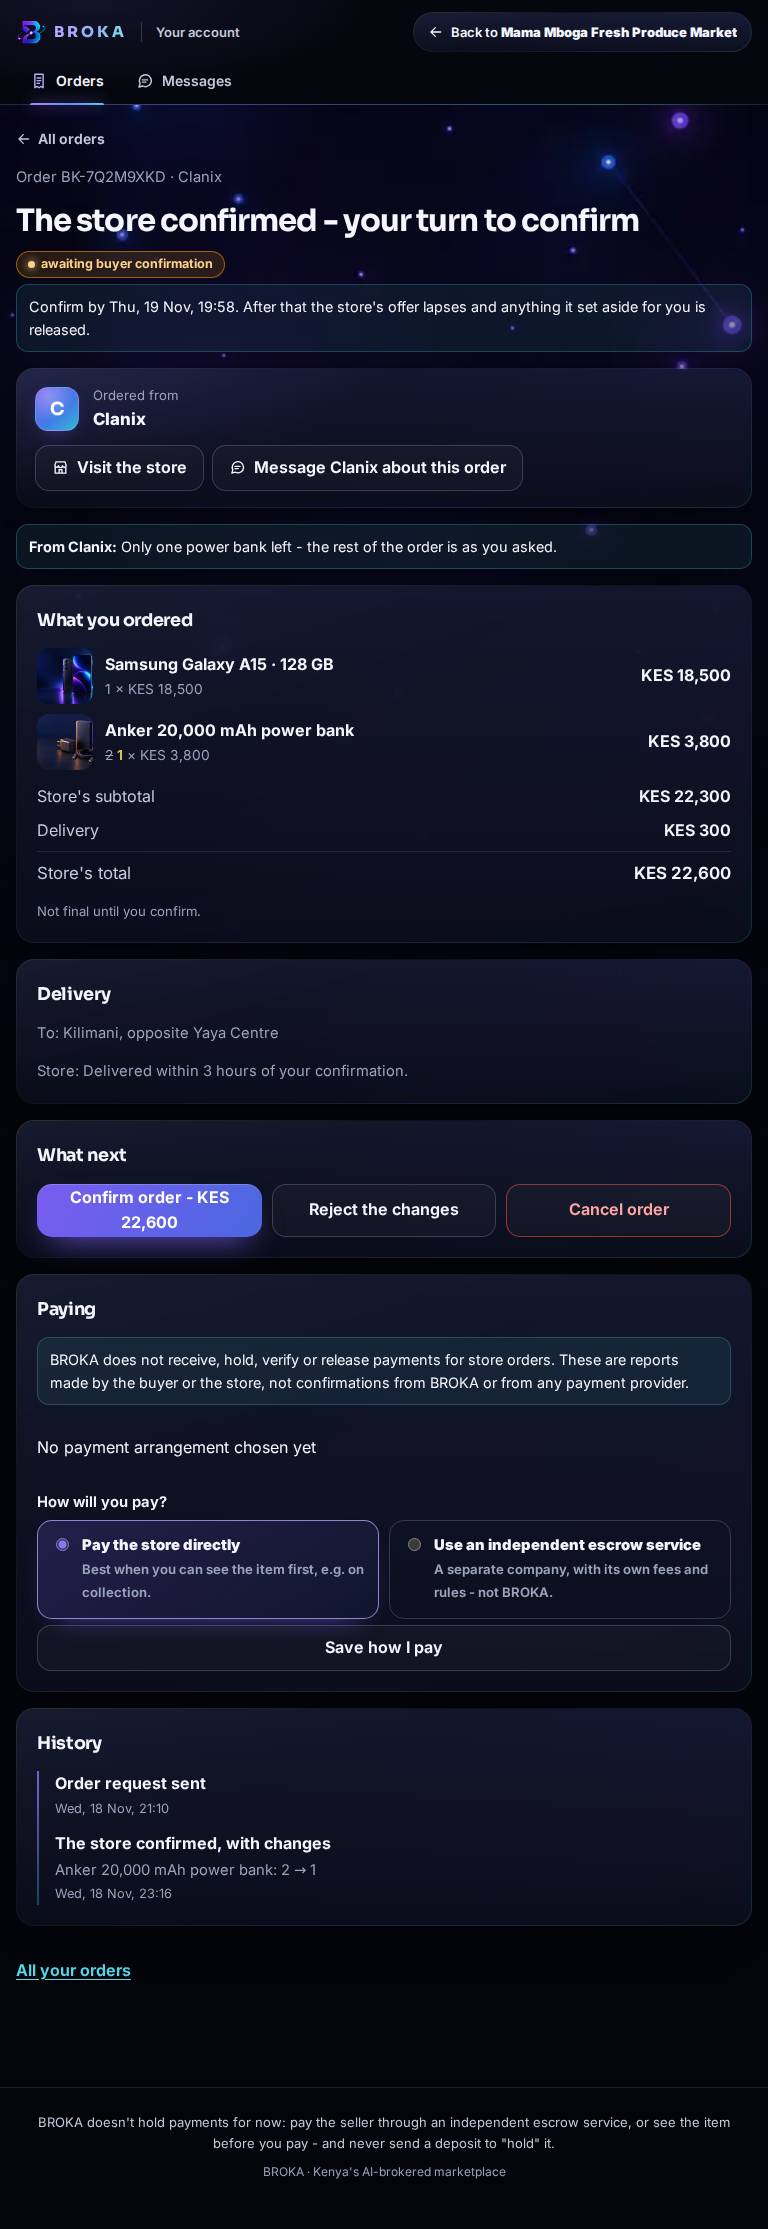 BROKA
Your account
Back to Mama Mboga Fresh Produce Market
Orders
Messages
All orders
Order BK-7Q2M9XKD · Clanix
The store confirmed - your turn to confirm
awaiting buyer confirmation
Confirm by Thu, 19 Nov, 19:58. After that the store's offer lapses and anything it set aside for you is
released.
C
Ordered from
Clanix
Visit the store
Message Clanix about this order
From Clanix: Only one power bank left - the rest of the order is as you asked.
What you ordered
Samsung Galaxy A15 · 128 GB
1 × KES 18,500
KES 18,500
Anker 20,000 mAh power bank
2 1 × KES 3,800
KES 3,800
Store's subtotal
KES 22,300
Delivery
KES 300
Store's total
KES 22,600
Not final until you confirm.
Delivery
To: Kilimani, opposite Yaya Centre
Store: Delivered within 3 hours of your confirmation.
What next
Confirm order - KES
22,600
Reject the changes
Cancel order
Paying
BROKA does not receive, hold, verify or release payments for store orders. These are reports
made by the buyer or the store, not confirmations from BROKA or from any payment provider.
No payment arrangement chosen yet
How will you pay?
Pay the store directly
Best when you can see the item first, e.g. on
collection.
Use an independent escrow service
A separate company, with its own fees and
rules - not BROKA.
Save how I pay
History
Order request sent
Wed, 18 Nov, 21:10
The store confirmed, with changes
Anker 20,000 mAh power bank: 2 → 1
Wed, 18 Nov, 23:16
All your orders
BROKA doesn't hold payments for now: pay the seller through an independent escrow service, or see the item
before you pay - and never send a deposit to "hold" it.
BROKA · Kenya's AI-brokered marketplace